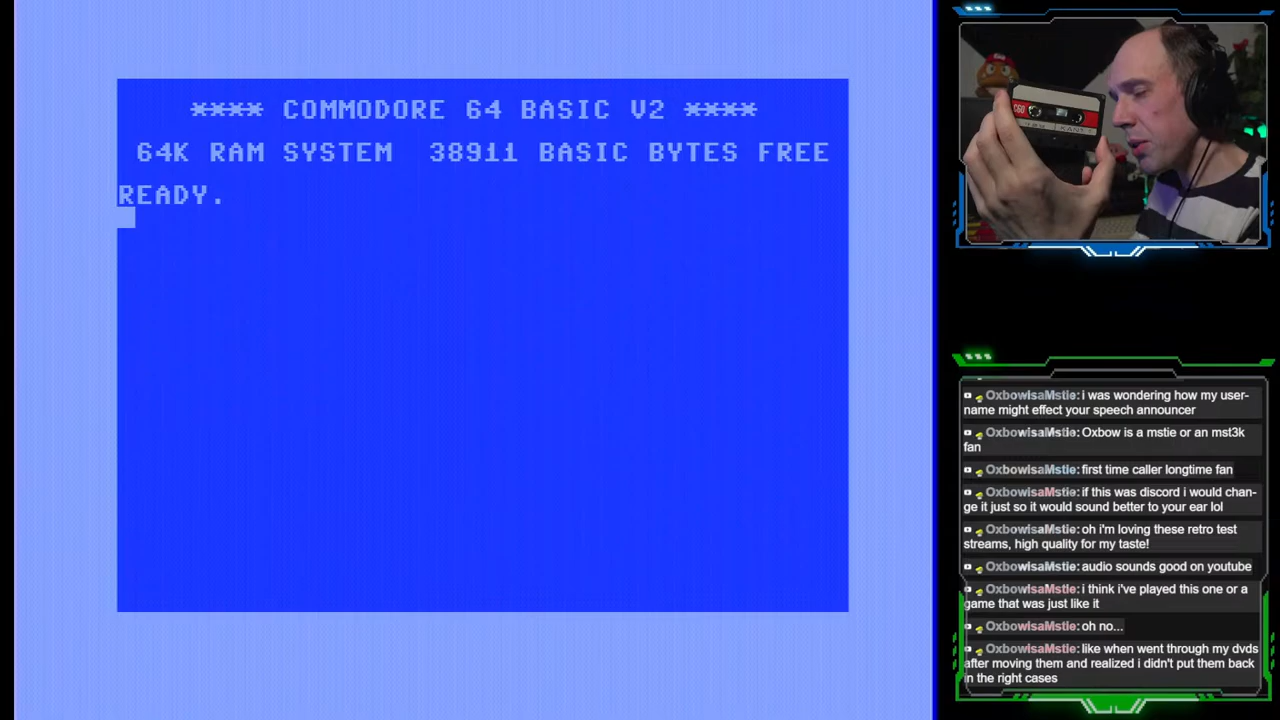 **** COMMODORE 64 BASIC V2 ****
64K RAM SYSTEM  38911 BASIC BYTES FREE
READY.
C60
OxbowisaMstie: i was wondering how my user-
name might effect your speech announcer
OxbowisaMstie: Oxbow is a mstie or an mst3k
fan
OxbowisaMstie: first time caller longtime fan
OxbowisaMstie: if this was discord i would chan-
ge it just so it would sound better to your ear lol
OxbowisaMstie: oh i'm loving these retro test
streams, high quality for my taste!
OxbowisaMstie: audio sounds good on youtube
OxbowisaMstie: i think i've played this one or a
game that was just like it
OxbowisaMstie: oh no...
OxbowisaMstie: like when went through my dvds
after moving them and realized i didn't put them back
in the right cases